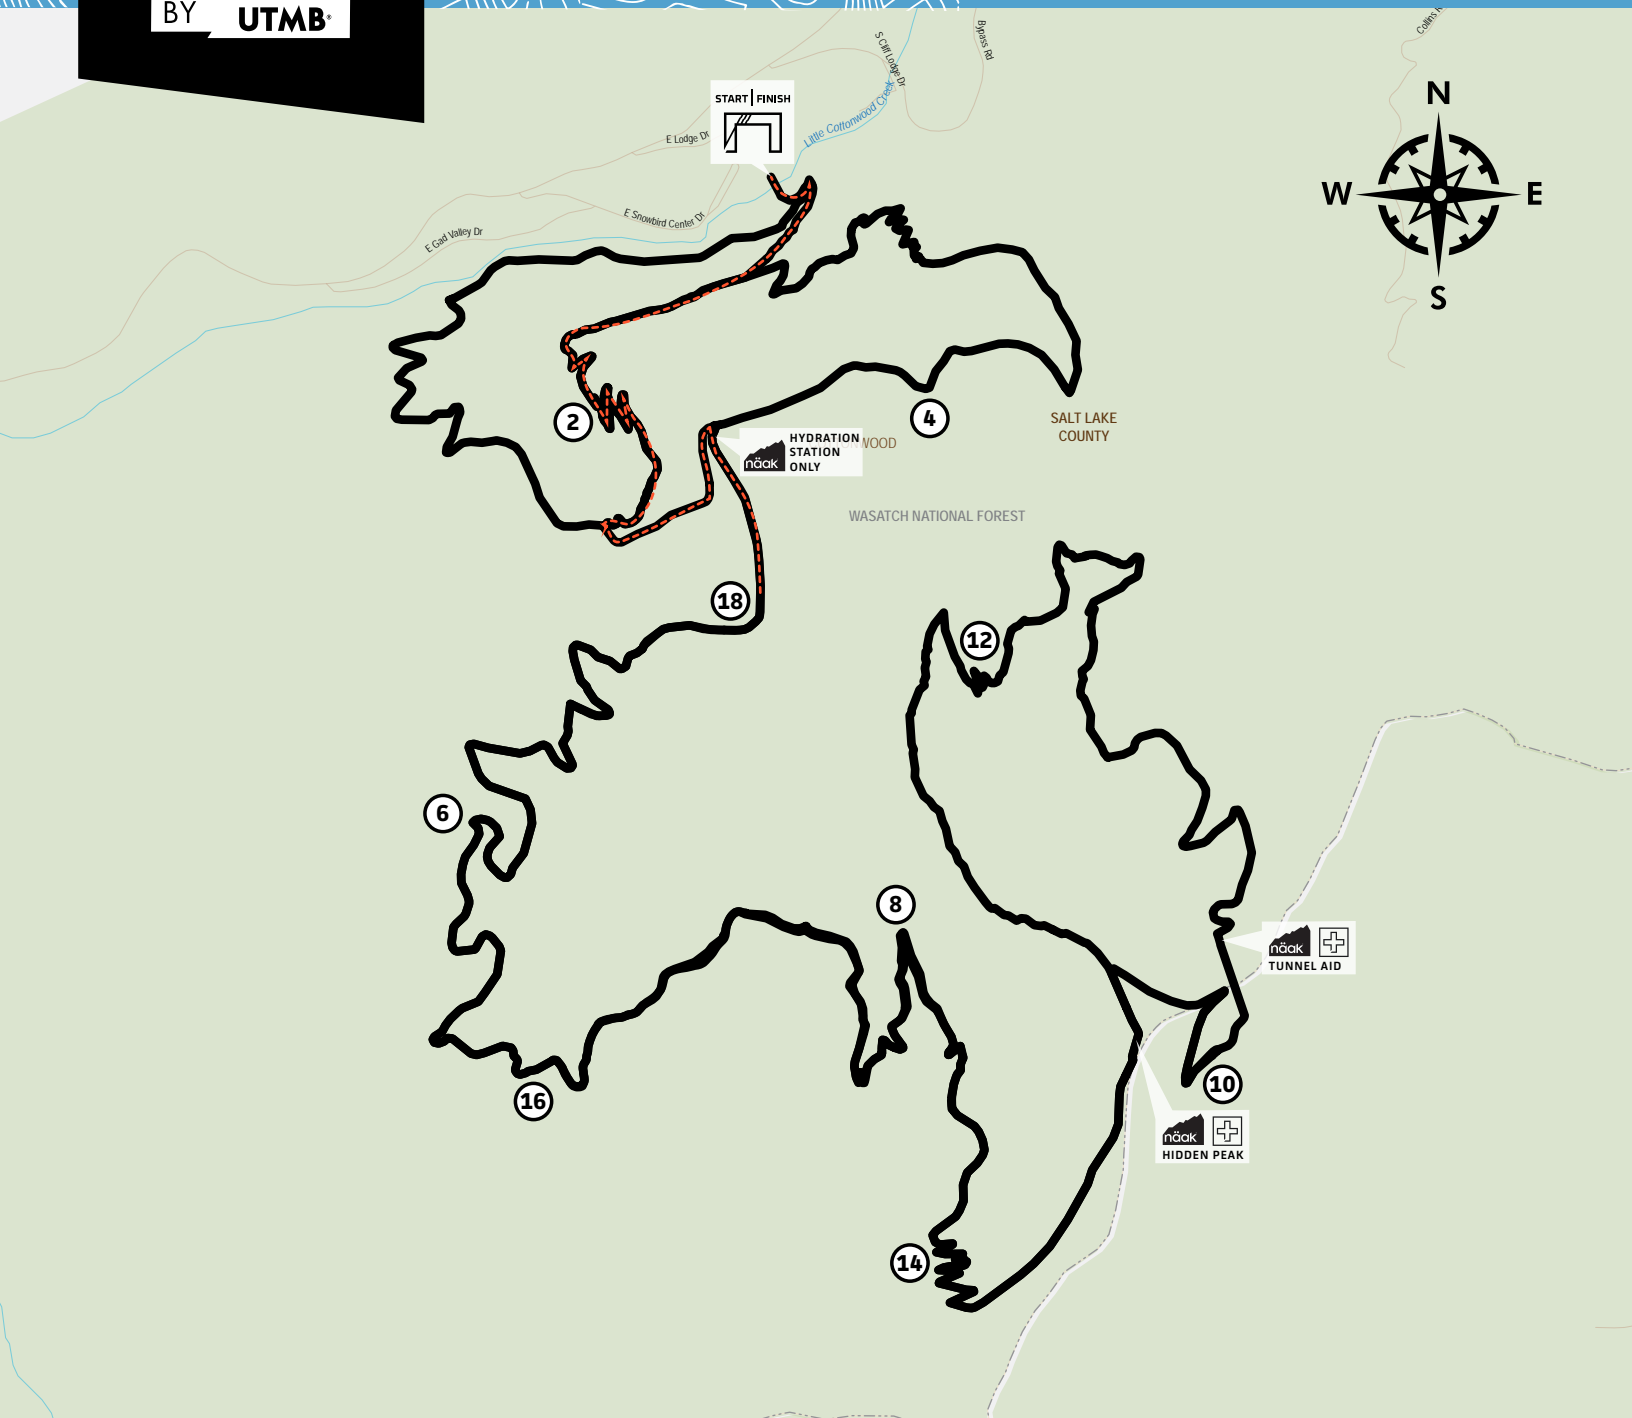 BY
UTMB®
Collins R
S Cliff Lodge Dr
Bypass Rd
N
START | FINISH
Little Cottonwood Creek
E Lodge Dr
W
E
E Snowbird Center Dr
E Gad Valley Dr
S
2
4
SALT LAKE
COUNTY
HYDRATION
STATION
ONLY
näak
WOOD
WASATCH NATIONAL FOREST
18
12
6
8
näak
TUNNEL AID
10
16
näak
HIDDEN PEAK
14